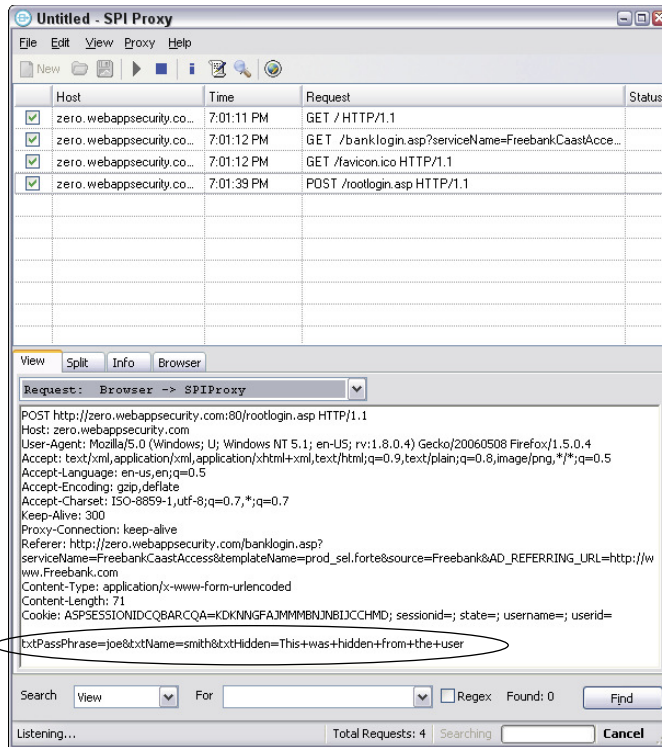 Untitled - SPI Proxy
File Edit View Proxy Help
New
Host Time Request Status
zero.webappsecurity.co... 7:01:11 PM GET / HTTP/1.1
zero.webappsecurity.co... 7:01:12 PM GET /banklogin.asp?serviceName=FreebankCaastAcce...
zero.webappsecurity.co... 7:01:12 PM GET /favicon.ico HTTP/1.1
zero.webappsecurity.co... 7:01:39 PM POST /rootlogin.asp HTTP/1.1
View Split Info Browser
Request: Browser -> SPIProxy
POST http://zero.webappsecurity.com:80/rootlogin.asp HTTP/1.1
Host: zero.webappsecurity.com
User-Agent: Mozilla/5.0 (Windows; U; Windows NT 5.1; en-US; rv:1.8.0.4) Gecko/20060508 Firefox/1.5.0.4
Accept: text/xml,application/xml,application/xhtml+xml,text/html;q=0.9,text/plain;q=0.8,image/png,*/*;q=0.5
Accept-Language: en-us,en;q=0.5
Accept-Encoding: gzip,deflate
Accept-Charset: ISO-8859-1,utf-8;q=0.7,*;q=0.7
Keep-Alive: 300
Proxy-Connection: keep-alive
Referer: http://zero.webappsecurity.com/banklogin.asp?
serviceName=FreebankCaastAccess&templateName=prod_sel.forte&source=Freebank&AD_REFERRING_URL=http://w
ww.Freebank.com
Content-Type: application/x-www-form-urlencoded
Content-Length: 71
Cookie: ASPSESSIONIDCQBARCQA=KDKNNGFAJMMMBNJNBIJCCHMD; sessionid=; state=; username=; userid=
txtPassPhrase=joe&txtName=smith&txtHidden=This+was+hidden+from+the+user
Search View For Regex Found: 0 Find
Listening... Total Requests: 4 Searching Cancel